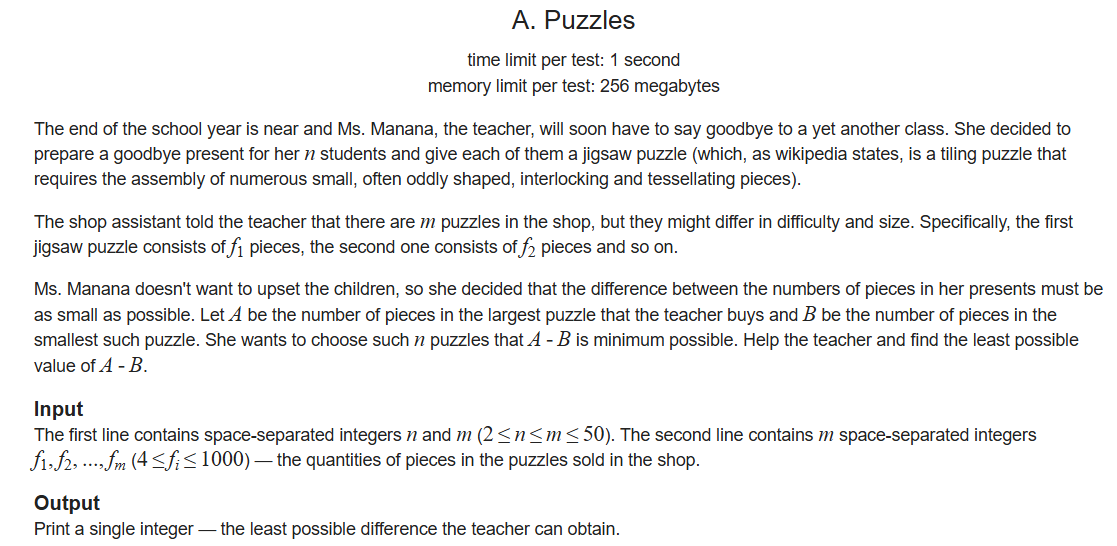 A. Puzzles
time limit per test: 1 second
memory limit per test: 256 megabytes
The end of the school year is near and Ms. Manana, the teacher, will soon have to say goodbye to a yet another class. She decided to
prepare a goodbye present for her n students and give each of them a jigsaw puzzle (which, as wikipedia states, is a tiling puzzle that
requires the assembly of numerous small, often oddly shaped, interlocking and tessellating pieces).
The shop assistant told the teacher that there are m puzzles in the shop, but they might differ in difficulty and size. Specifically, the first
jigsaw puzzle consists of f1 pieces, the second one consists of f2 pieces and so on.
Ms. Manana doesn't want to upset the children, so she decided that the difference between the numbers of pieces in her presents must be
as small as possible. Let A be the number of pieces in the largest puzzle that the teacher buys and B be the number of pieces in the
smallest such puzzle. She wants to choose such n puzzles that A - B is minimum possible. Help the teacher and find the least possible
value of A - B.
Input
The first line contains space-separated integers n and m (2 ≤ n ≤ m ≤ 50). The second line contains m space-separated integers
f1, f2, ..., fm (4 ≤ fi ≤ 1000) — the quantities of pieces in the puzzles sold in the shop.
Output
Print a single integer — the least possible difference the teacher can obtain.